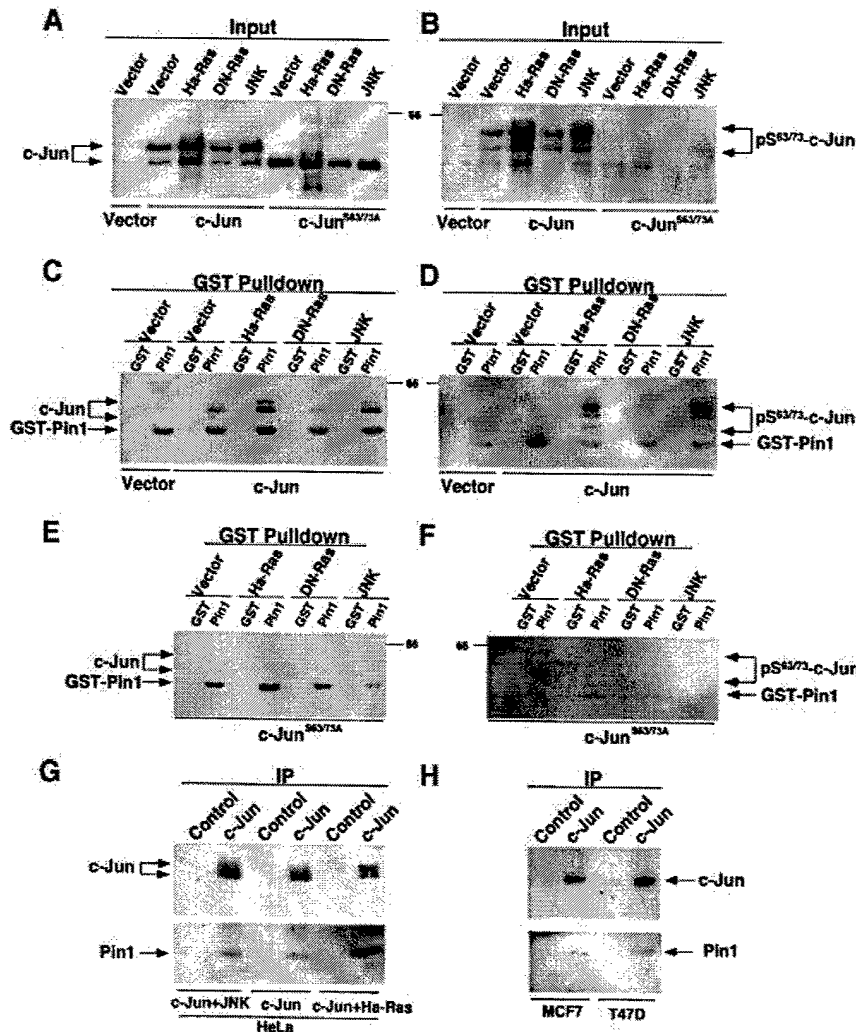 A
Input
Vector Vector Ha-Ras DN-Ras JNK Vector Ha-Ras DN-Ras JNK
c-Jun
Vector c-Jun c-Jun^S63/73A
B
Input
Vector Vector Ha-Ras DN-Ras JNK Vector Ha-Ras DN-Ras JNK
66
pS^63/73-c-Jun
Vector c-Jun c-Jun^S63/73A
C
GST Pulldown
Vector Vector Ha-Ras DN-Ras JNK
GST Pin1 GST Pin1 GST Pin1 GST Pin1 GST Pin1
c-Jun
GST-Pin1
Vector c-Jun
D
GST Pulldown
Vector Vector Ha-Ras DN-Ras JNK
GST Pin1 GST Pin1 GST Pin1 GST Pin1 GST Pin1
66
pS^63/73-c-Jun
GST-Pin1
Vector c-Jun
E
GST Pulldown
Vector Ha-Ras DN-Ras JNK
GST Pin1 GST Pin1 GST Pin1 GST Pin1
c-Jun
GST-Pin1
c-Jun^S63/73A
66
F
GST Pulldown
Vector Ha-Ras DN-Ras JNK
GST Pin1 GST Pin1 GST Pin1 GST Pin1
66
pS^63/73-c-Jun
GST-Pin1
c-Jun^S63/73A
G
IP
Control c-Jun Control c-Jun Control c-Jun
c-Jun
Pin1
c-Jun+JNK c-Jun c-Jun+Ha-Ras
HeLa
H
IP
Control c-Jun Control c-Jun
c-Jun
Pin1
MCF7 T47D